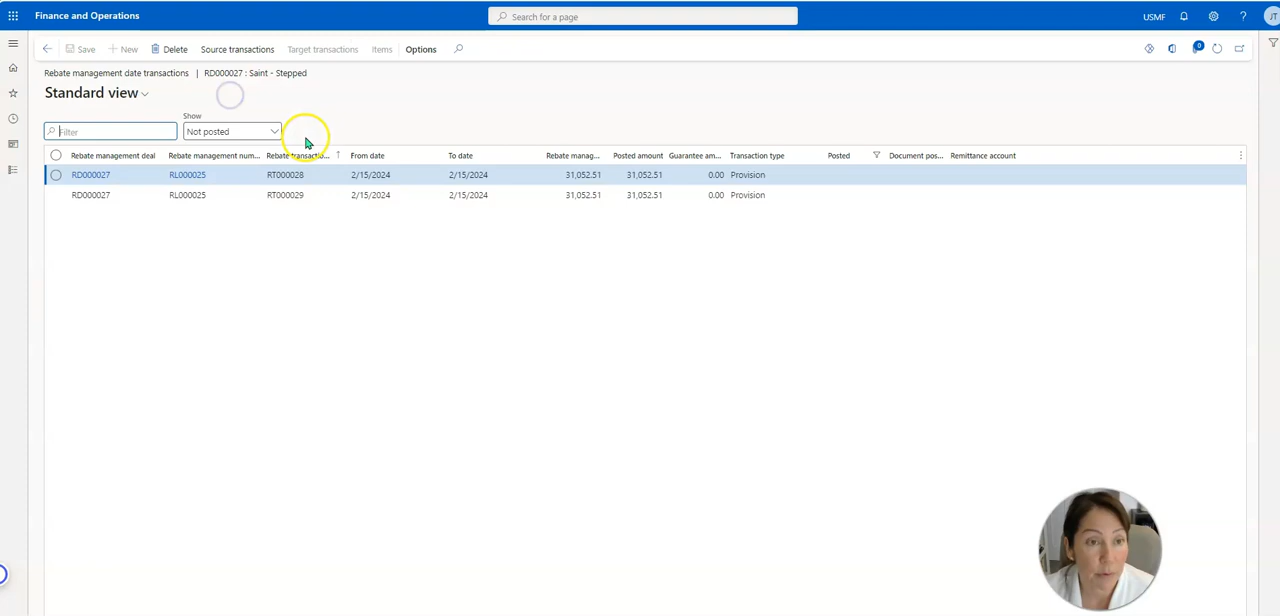 Finance and Operations
Search for a page
USMF
?
JT
Save
New
Delete
Source transactions
Target transactions
Items
Options
0
Rebate management date transactions | RD000027 : Saint - Stepped
Standard view
Show
Filter
Not posted
Rebate management deal Rebate management num... Rebate transactio... From date To date Rebate manag... Posted amount Guarantee am... Transaction type Posted Document pos... Remittance account
RD000027 RL000025 RT000028 2/15/2024 2/15/2024 31,052.51 31,052.51 0.00 Provision
RD000027 RL000025 RT000029 2/15/2024 2/15/2024 31,052.51 31,052.51 0.00 Provision